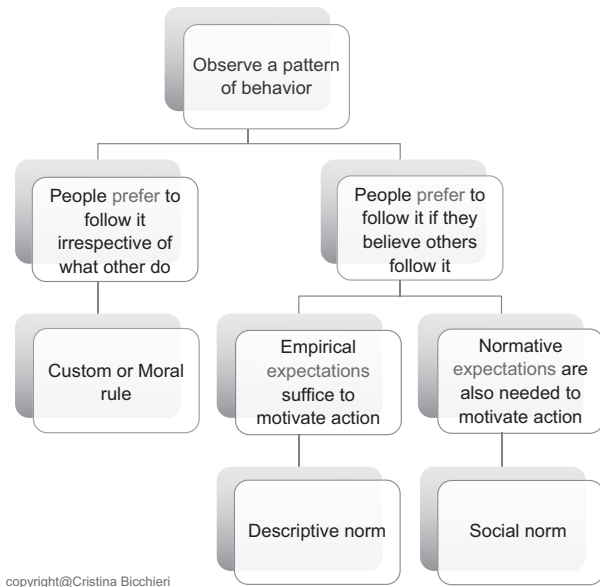 Observe a pattern
of behavior
People prefer to
follow it
irrespective of
what other do
People prefer to
follow it if they
believe others
follow it
Custom or Moral
rule
Empirical
expectations
suffice to
motivate action
Normative
expectations are
also needed to
motivate action
Descriptive norm
Social norm
copyright@Cristina Bicchieri